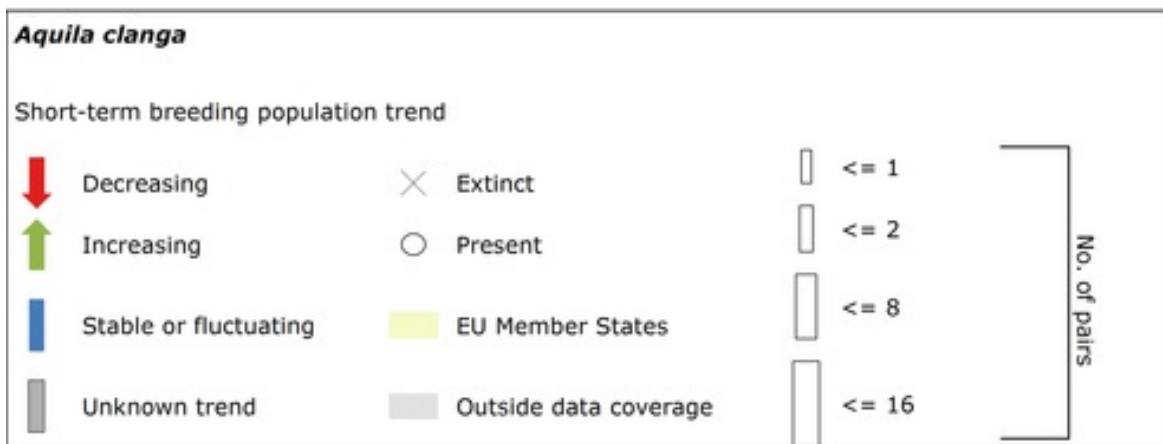 Aquila clanga
Short-term breeding population trend
Decreasing
Extinct
<= 1
Increasing
Present
<= 2
Stable or fluctuating
EU Member States
<= 8
Unknown trend
Outside data coverage
<= 16
No. of pairs